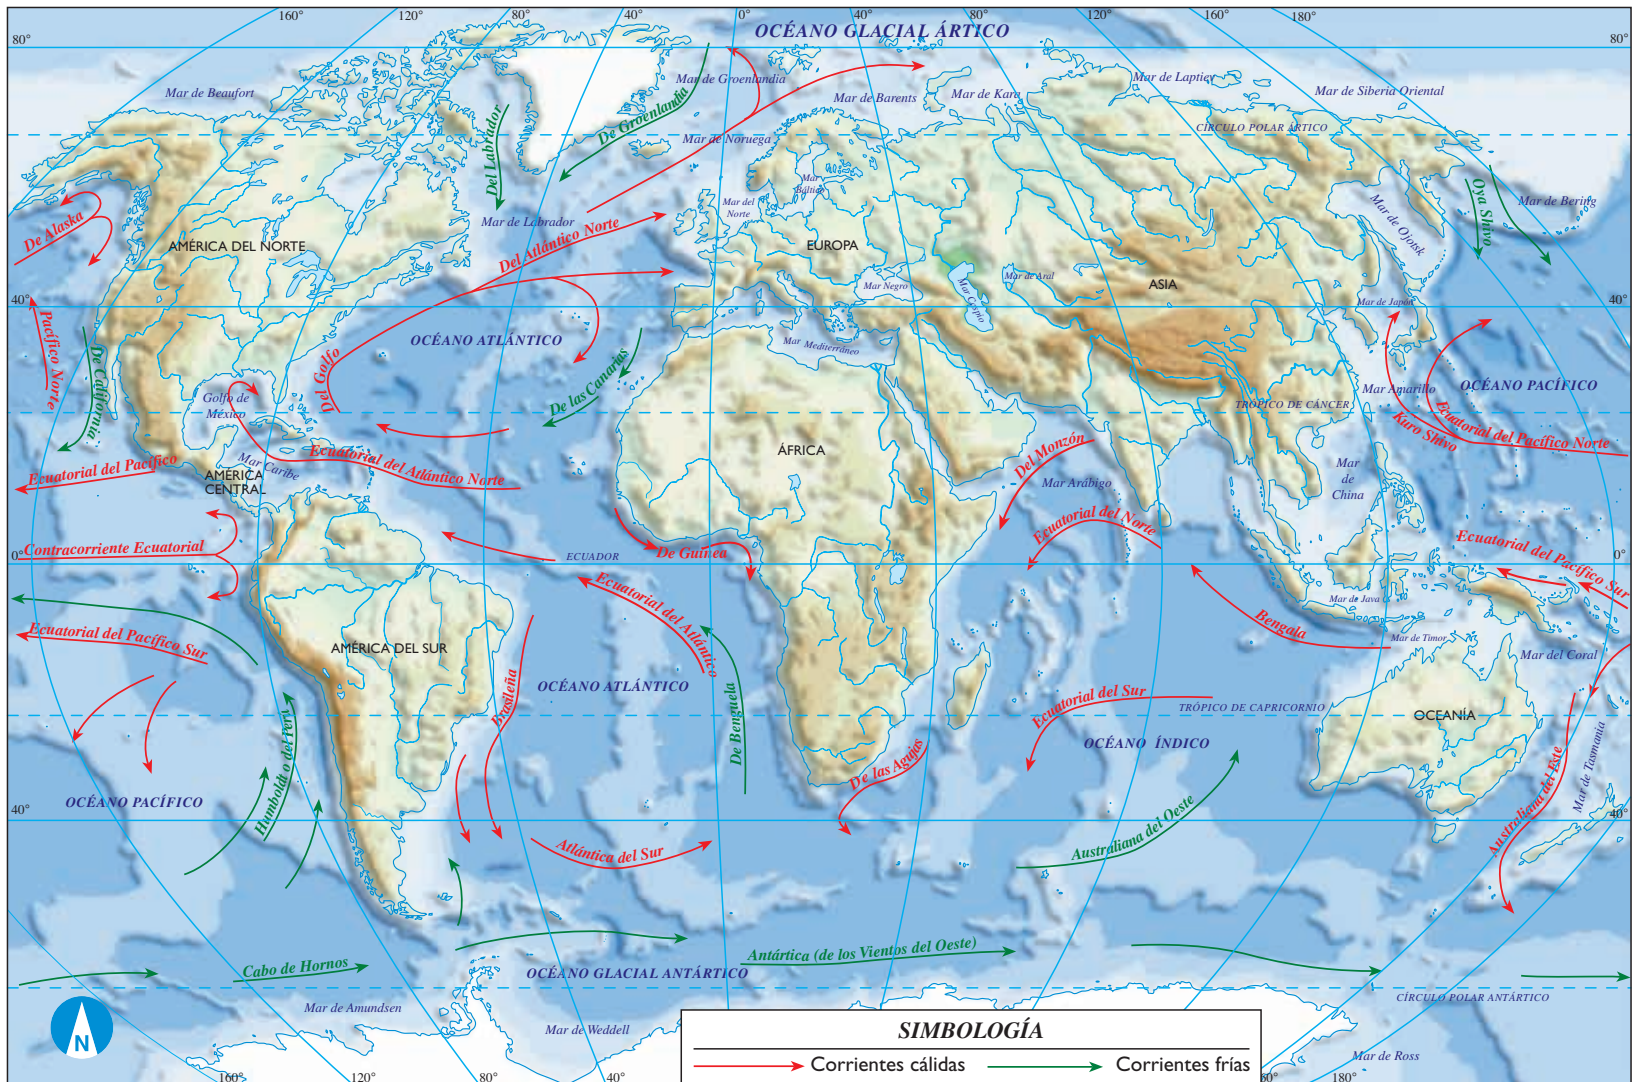 160°
120°
80°
40°
0°
40°
80°
120°
160°
180°
OCÉANO GLACIAL ÁRTICO
80°
80°
Mar de Beaufort
Mar de Groenlandia
Mar de Barents
Mar de Kara
Mar de Laptiev
Mar de Siberia Oriental
Del Labrador
De Groenlandia
Mar de Noruega
CÍRCULO POLAR ÁRTICO
Mar
Báltico
Mar del
Norte
Oya Shivo
Mar de Bering
Mar de Ojotsk
De Alaska
Mar de Labrador
Del Atlántico Norte
AMÉRICA DEL NORTE
EUROPA
ASIA
Mar Negro
Mar Caspio
Mar de Aral
40°
40°
Mar de Japón
Pacífico Norte
De California
OCÉANO ATLÁNTICO
Mar Mediterráneo
Del Golfo
De las Canarias
Golfo de
México
Mar Amarillo
OCÉANO PACÍFICO
TRÓPICO DE CÁNCER
Kuro Shivo
Ecuatorial del Pacífico Norte
Ecuatorial del Pacífico
AMÉRICA
CENTRAL
Mar Caribe
Ecuatorial del Atlántico Norte
ÁFRICA
Del Monzón
Mar Arábigo
Mar
de
China
Contracorriente Ecuatorial
0°
ECUADOR
De Guinea
Ecuatorial del Norte
Ecuatorial del Pacífico Sur
0°
Ecuatorial del Atlántico
Mar de Java
Bengala
Mar de Timor
Mar del Coral
Ecuatorial del Pacífico Sur
AMÉRICA DEL SUR
Brasileña
OCÉANO ATLÁNTICO
De Benguela
Ecuatorial del Sur
TRÓPICO DE CAPRICORNIO
OCEANÍA
OCÉANO ÍNDICO
Humboldt o del Perú
De las Agujas
Mar de Tasmania
Australiana del Este
OCÉANO PACÍFICO
40°
40°
Atlántica del Sur
Australiana del Oeste
Cabo de Hornos
OCÉANO GLACIAL ANTÁRTICO
Antártica (de los Vientos del Oeste)
CÍRCULO POLAR ANTÁRTICO
Mar de Amundsen
Mar de Weddell
Mar de Ross
N
SIMBOLOGÍA
Corrientes cálidas
Corrientes frías
160°
120°
80°
40°
60°
180°